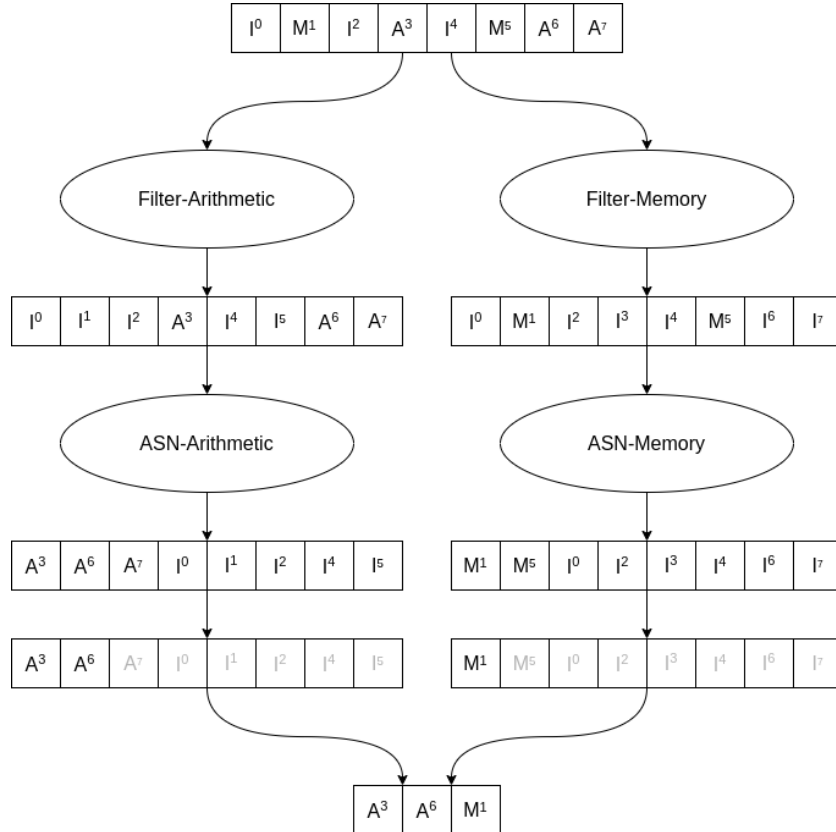 I⁰ M¹ I² A³ I⁴ M⁵ A⁶ A⁷
Filter-Arithmetic
Filter-Memory
I⁰ I¹ I² A³ I⁴ I⁵ A⁶ A⁷
I⁰ M¹ I² I³ I⁴ M⁵ I⁶ I⁷
ASN-Arithmetic
ASN-Memory
A³ A⁶ A⁷ I⁰ I¹ I² I⁴ I⁵
M¹ M⁵ I⁰ I² I³ I⁴ I⁶ I⁷
A³ A⁶ A⁷ I⁰ I¹ I² I⁴ I⁵
M¹ M⁵ I⁰ I² I³ I⁴ I⁶ I⁷
A³ A⁶ M¹